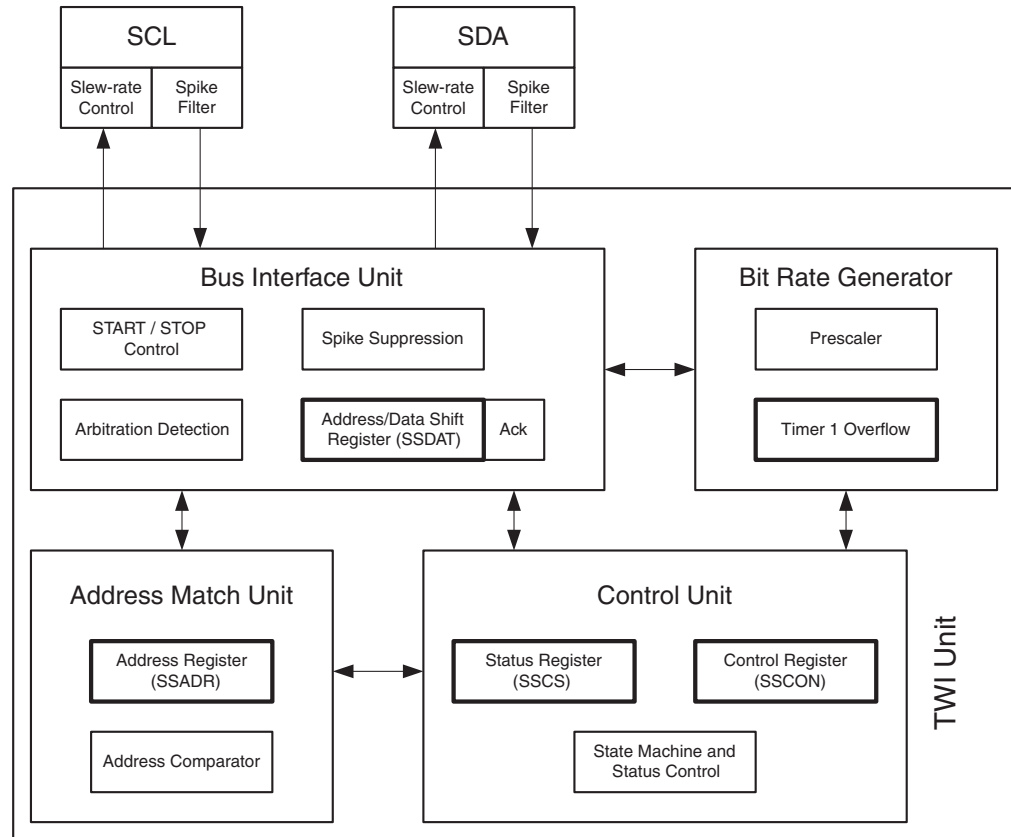 SCL
Slew-rate
Control
Spike
Filter
SDA
Slew-rate
Control
Spike
Filter
Bus Interface Unit
START / STOP
Control
Spike Suppression
Arbitration Detection
Address/Data Shift
Register (SSDAT)
Ack
Bit Rate Generator
Prescaler
Timer 1 Overflow
Address Match Unit
Address Register
(SSADR)
Address Comparator
Control Unit
Status Register
(SSCS)
Control Register
(SSCON)
State Machine and
Status Control
TWI Unit